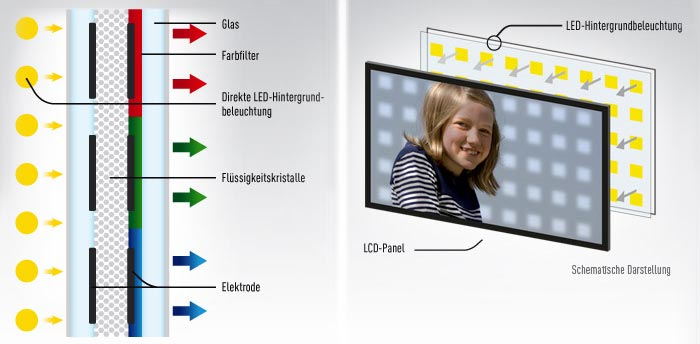 Glas
Farbfilter
Direkte LED-Hintergrund-
beleuchtung
Flüssigkeitskristalle
Elektrode
LED-Hintergrundbeleuchtung
LCD-Panel
Schematische Darstellung